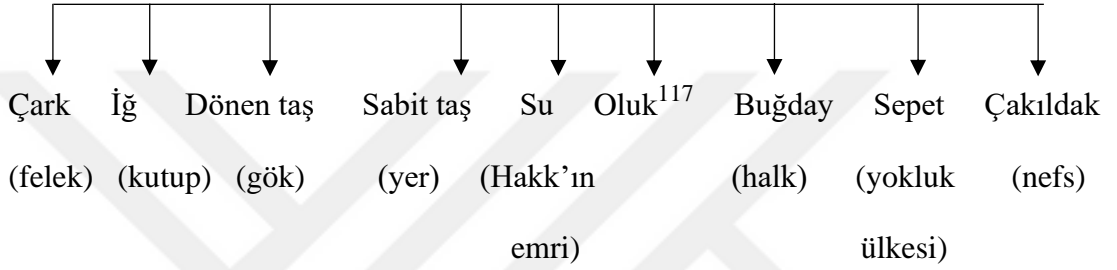 Çark İğ Dönen taş Sabit taş Su Oluk117 Buğday Sepet Çakıldak
(felek) (kutup) (gök) (yer) (Hakk’ın (halk) (yokluk (nefs)
emri) ülkesi)